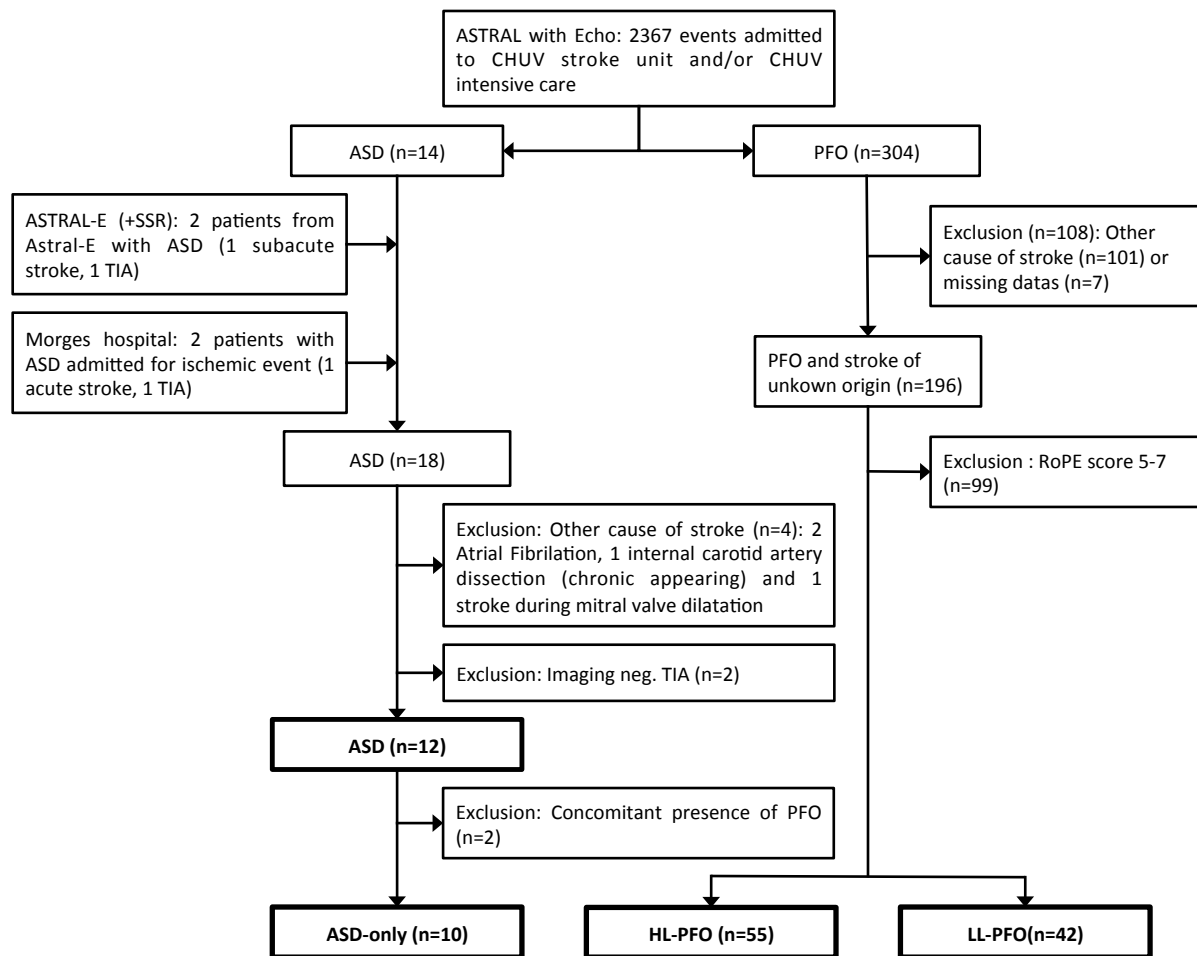 ASTRAL with Echo: 2367 events admitted
to CHUV stroke unit and/or CHUV
intensive care
ASD (n=14)
PFO (n=304)
ASTRAL-E (+SSR): 2 patients from
Astral-E with ASD (1 subacute
stroke, 1 TIA)
Exclusion (n=108): Other
cause of stroke (n=101) or
missing datas (n=7)
Morges hospital: 2 patients with
ASD admitted for ischemic event (1
acute stroke, 1 TIA)
PFO and stroke of
unkown origin (n=196)
ASD (n=18)
Exclusion : RoPE score 5-7
(n=99)
Exclusion: Other cause of stroke (n=4): 2
Atrial Fibrilation, 1 internal carotid artery
dissection (chronic appearing) and 1
stroke during mitral valve dilatation
Exclusion: Imaging neg. TIA (n=2)
ASD (n=12)
Exclusion: Concomitant presence of PFO
(n=2)
ASD-only (n=10)
HL-PFO (n=55)
LL-PFO(n=42)